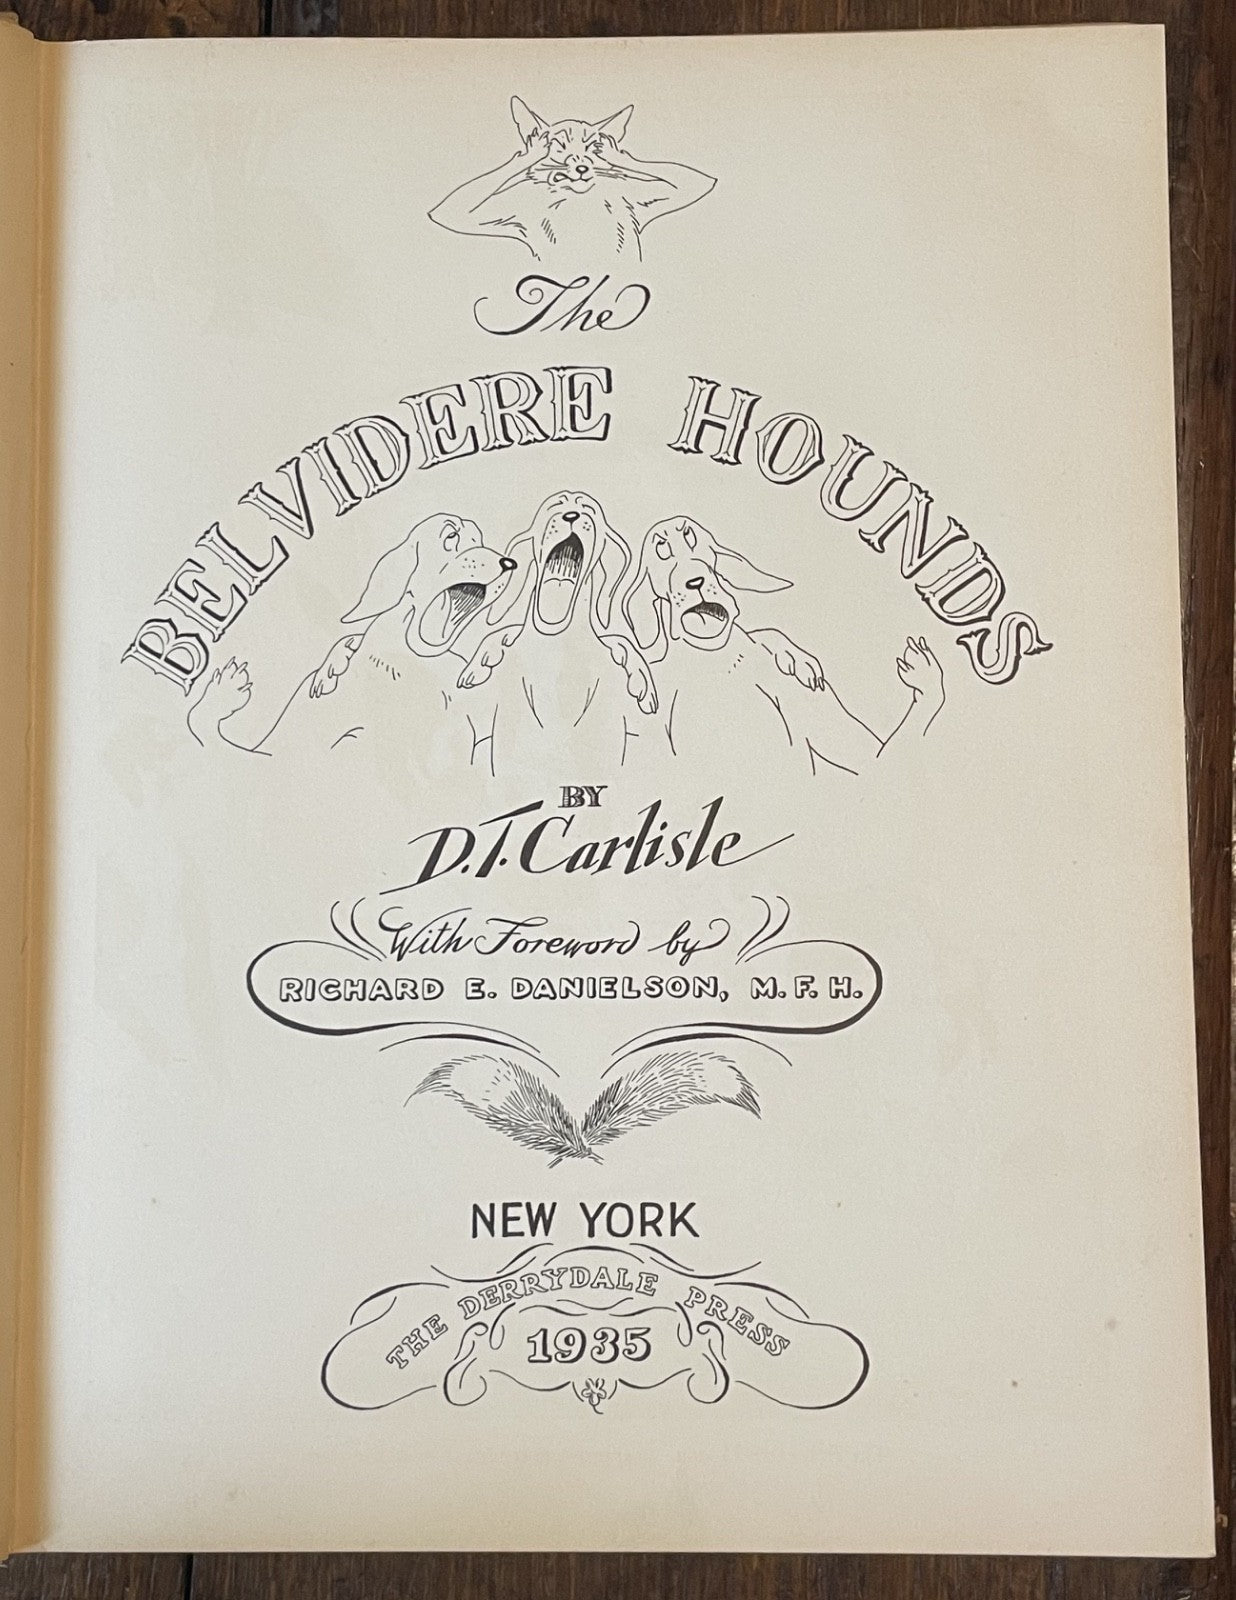 The
BELVIDERE HOUNDS
BY
D.T. Carlisle
With Foreword by
RICHARD E. DANIELSON, M.F.H.
NEW YORK
THE DERRYDALE PRESS
1935